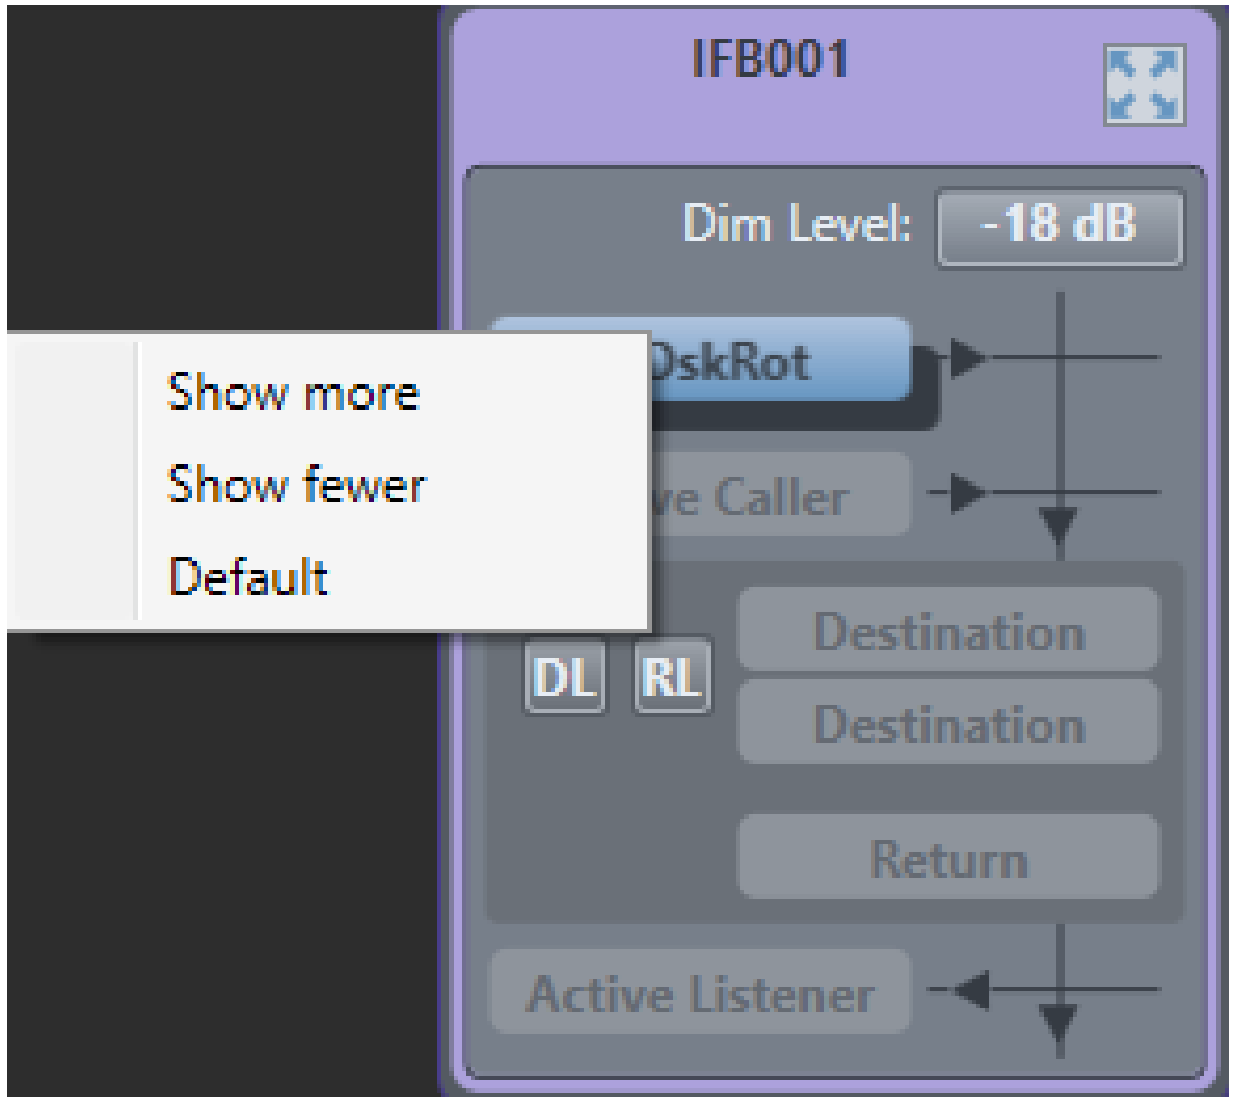 IFB001
Dim Level: -18 dB
DskRot
Show more
Show fewer
Default
ve Caller
Destination
DL RL
Destination
Return
Active Listener